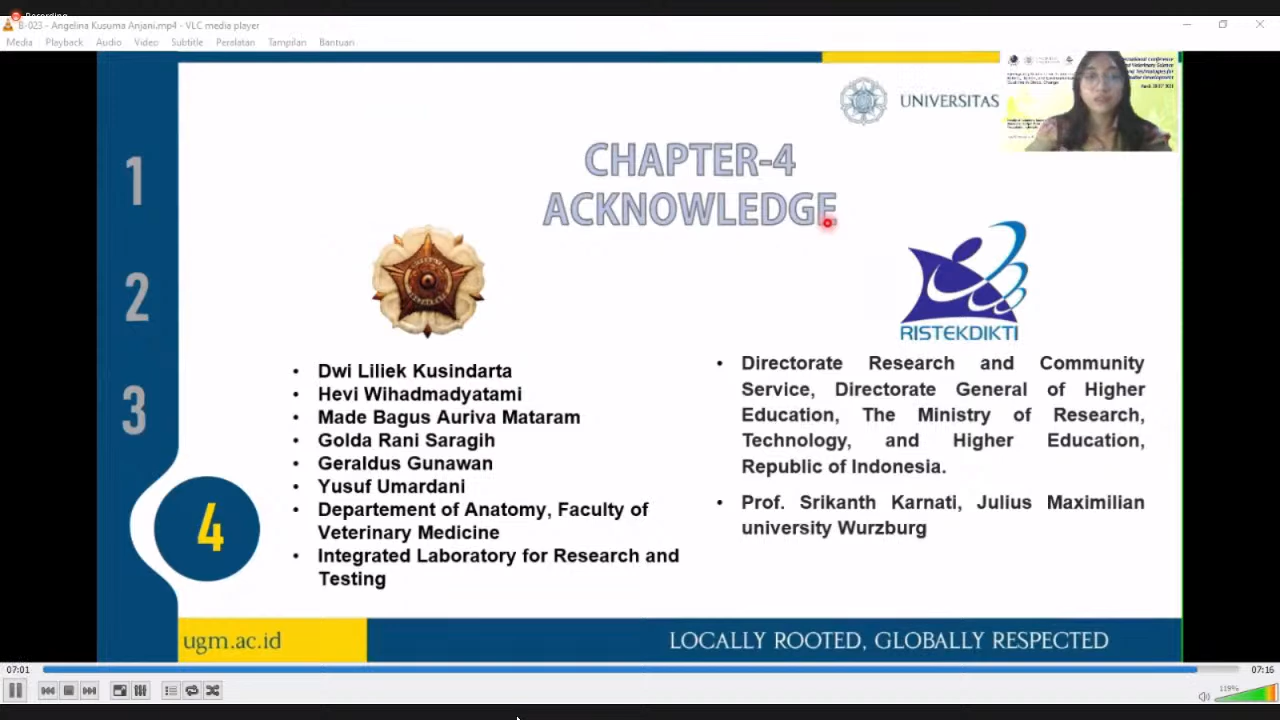 Recording
B-023 - Angelina Kusuma Anjani.mp4 - VLC media player
Media Playback Audio Video Subtitle Peralatan Tampilan Bantuan
UNIVERSITAS
CHAPTER-4
ACKNOWLEDGE
1
2
3
4
• Dwi Liliek Kusindarta
• Hevi Wihadmadyatami
• Made Bagus Auriva Mataram
• Golda Rani Saragih
• Geraldus Gunawan
• Yusuf Umardani
• Departement of Anatomy, Faculty of
Veterinary Medicine
• Integrated Laboratory for Research and
Testing
RISTEKDIKTI
• Directorate Research and Community
Service, Directorate General of Higher
Education, The Ministry of Research,
Technology, and Higher Education,
Republic of Indonesia.
• Prof. Srikanth Karnati, Julius Maximilian
university Wurzburg
ugm.ac.id
LOCALLY ROOTED, GLOBALLY RESPECTED
07:01
07:16
119%